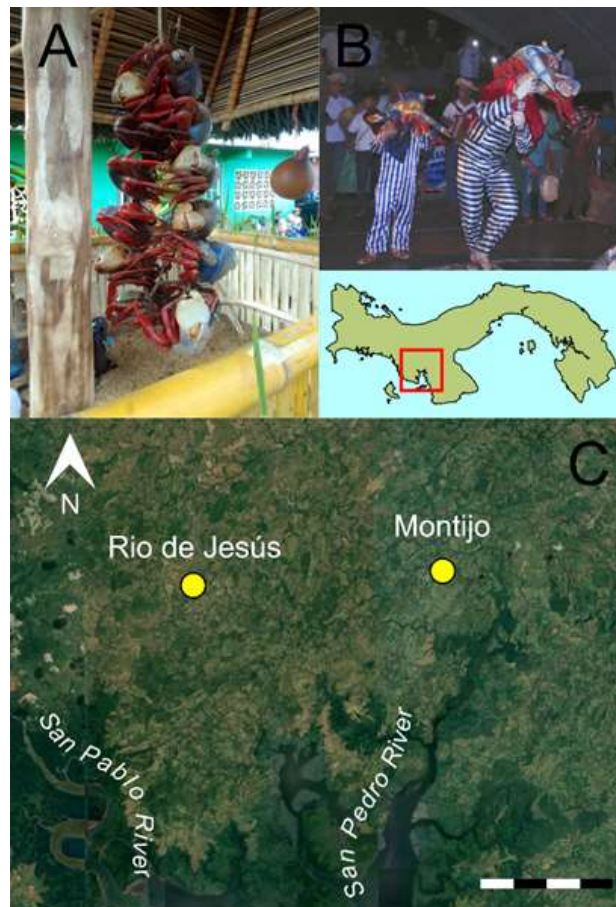 A
B
C
N
Rio de Jesús
Montijo
San Pablo River
San Pedro River